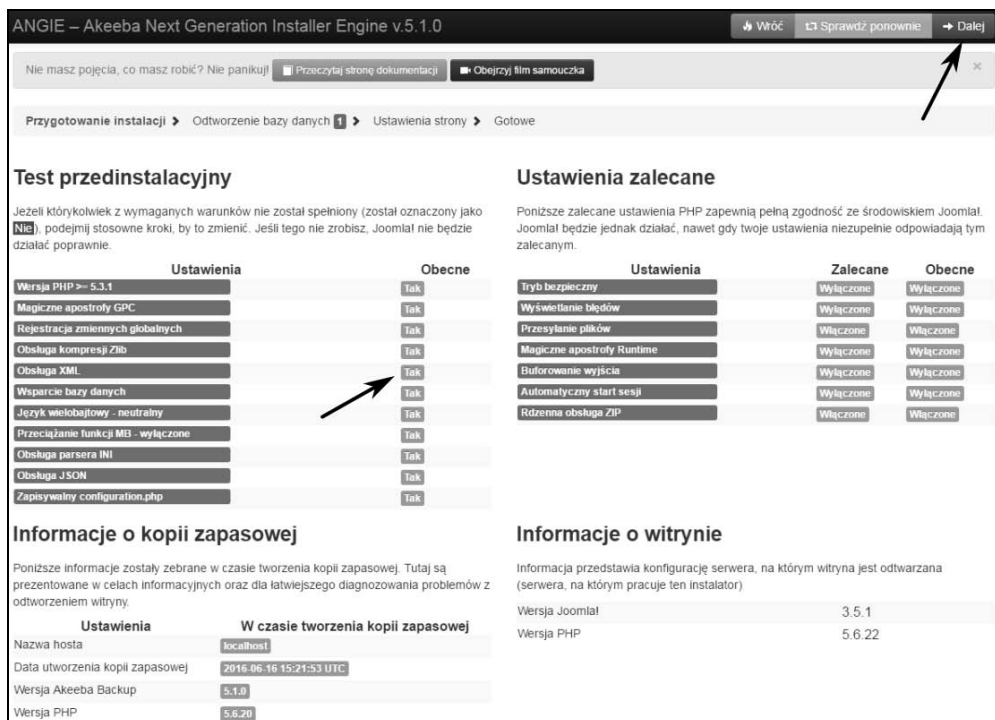 ANGIE – Akeeba Next Generation Installer Engine v.5.1.0
Wróć
Sprawdź ponownie
Dalej
Nie masz pojęcia, co masz robić? Nie panikuj!
Przeczytaj stronę dokumentacji
Obejrzyj film samouczka
×
Przygotowanie instalacji
Odtworzenie bazy danych 1
Ustawienia strony
Gotowe
Test przedinstalacyjny
Jeżeli którykolwiek z wymaganych warunków nie został spełniony (został oznaczony jako
Nie), podejmij stosowne kroki, by to zmienić. Jeśli tego nie zrobisz, Joomla! nie będzie
działać poprawnie.
Ustawienia Obecne
Wersja PHP >= 5.3.1 Tak
Magiczne apostrofy GPC Tak
Rejestracja zmiennych globalnych Tak
Obsługa kompresji Zlib Tak
Obsługa XML Tak
Wsparcie bazy danych Tak
Język wielobajtowy - neutralny Tak
Przeciążanie funkcji MB - wyłączone Tak
Obsługa parsera INI Tak
Obsługa JSON Tak
Zapisywalny configuration.php Tak
Ustawienia zalecane
Poniższe zalecane ustawienia PHP zapewnią pełną zgodność ze środowiskiem Joomla!.
Joomla! będzie jednak działać, nawet gdy twoje ustawienia niezupełnie odpowiadają tym
zalecanym.
Ustawienia Zalecane Obecne
Tryb bezpieczny Wyłączone Wyłączone
Wyświetlanie błędów Wyłączone Wyłączone
Przesyłanie plików Włączone Włączone
Magiczne apostrofy Runtime Wyłączone Wyłączone
Buforowanie wyjścia Wyłączone Wyłączone
Automatyczny start sesji Wyłączone Wyłączone
Rdzenna obsługa ZIP Włączone Włączone
Informacje o kopii zapasowej
Poniższe informacje zostały zebrane w czasie tworzenia kopii zapasowej. Tutaj są
prezentowane w celach informacyjnych oraz dla łatwiejszego diagnozowania problemów z
odtworzeniem witryny.
Ustawienia W czasie tworzenia kopii zapasowej
Nazwa hosta localhost
Data utworzenia kopii zapasowej 2016-06-16 15:21:53 UTC
Wersja Akeeba Backup 5.1.0
Wersja PHP 5.6.20
Informacje o witrynie
Informacja przedstawia konfigurację serwera, na którym witryna jest odtwarzana
(serwera, na którym pracuje ten instalator)
Wersja Joomla! 3.5.1
Wersja PHP 5.6.22